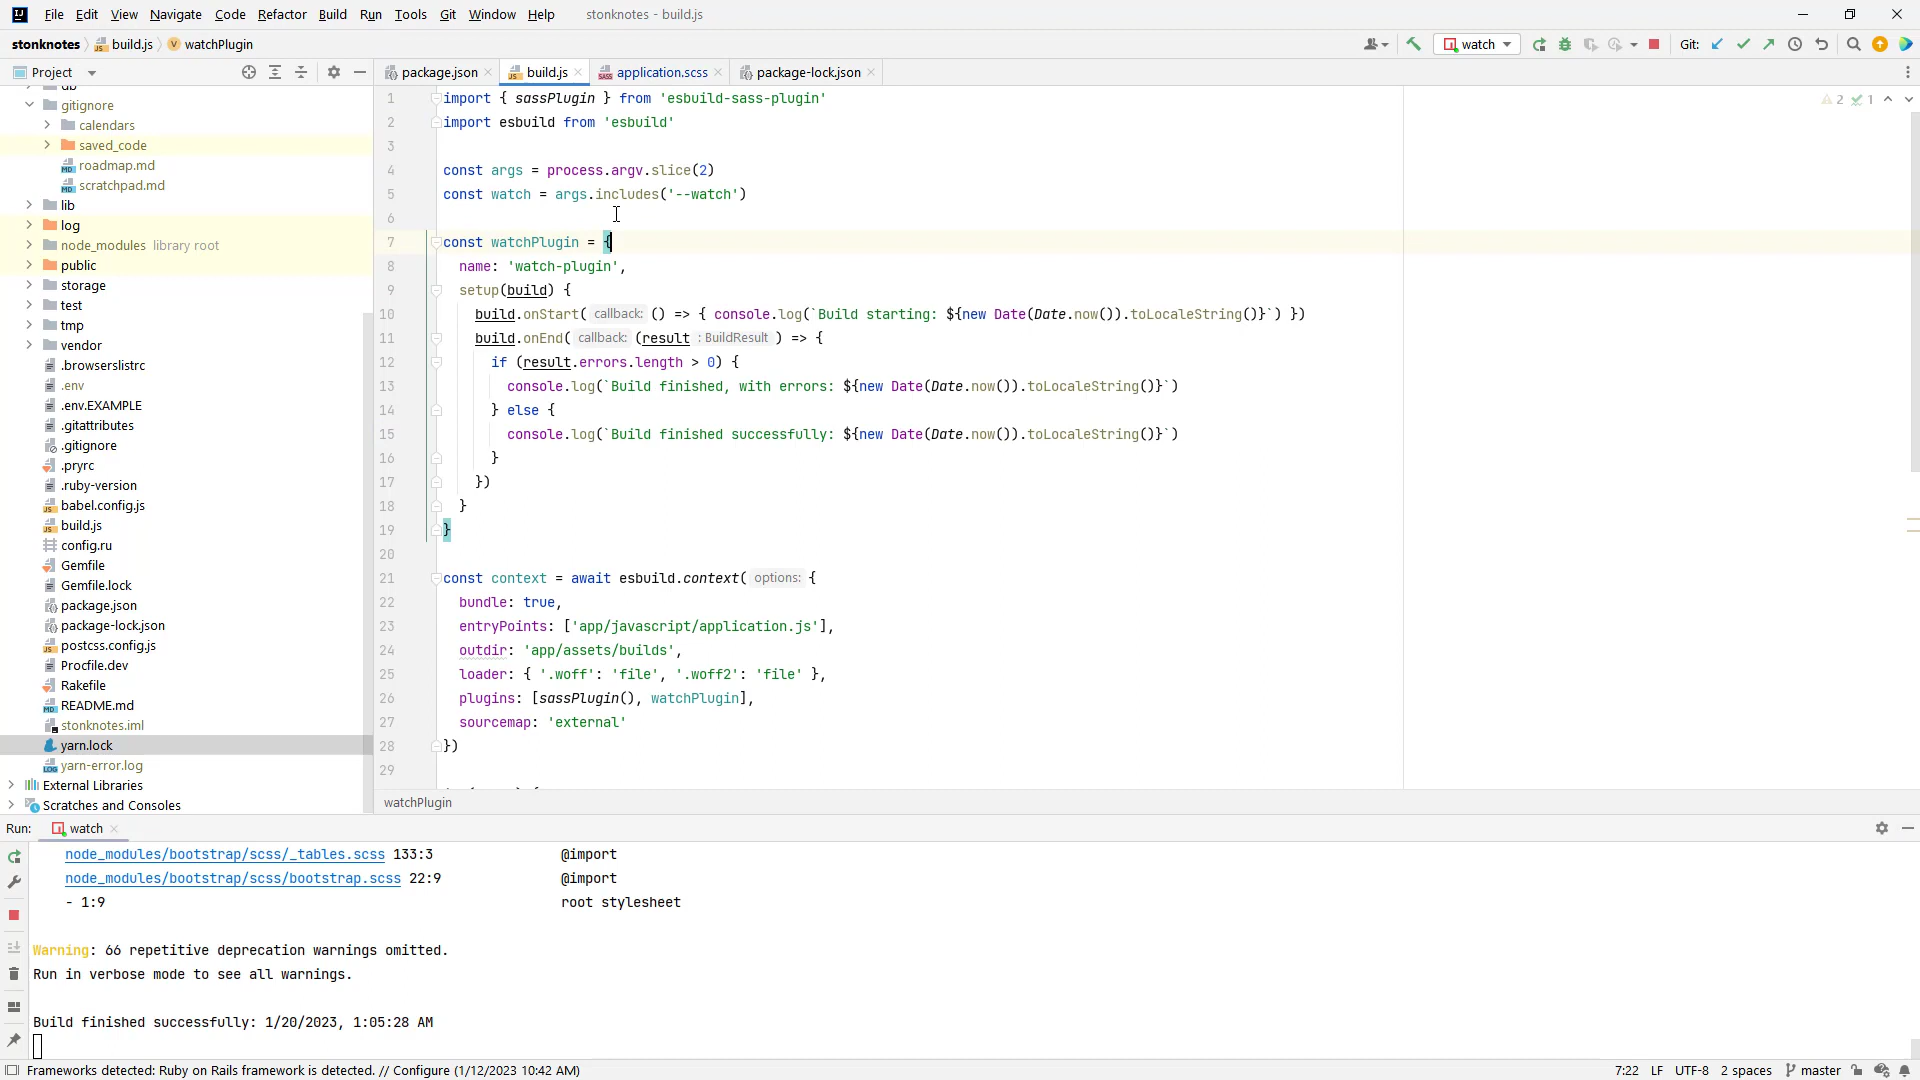 File Edit View Navigate Code Refactor Build Run Tools Git Window Help stonknotes - build.js
stonknotes build.js watchPlugin watch Git:
Project package.json build.js application.scss package-lock.json
db
gitignore
calendars
saved_code
roadmap.md
scratchpad.md
lib
log
node_modules library root
public
storage
test
tmp
vendor
.browserslistrc
.env
.env.EXAMPLE
.gitattributes
.gitignore
.pryrc
.ruby-version
babel.config.js
build.js
config.ru
Gemfile
Gemfile.lock
package.json
package-lock.json
postcss.config.js
Procfile.dev
Rakefile
README.md
stonknotes.iml
yarn.lock
yarn-error.log
External Libraries
Scratches and Consoles
2 1
1 import { sassPlugin } from 'esbuild-sass-plugin'
2 import esbuild from 'esbuild'
3
4 const args = process.argv.slice(2)
5 const watch = args.includes('--watch')
6
7 const watchPlugin = {
8 name: 'watch-plugin',
9 setup(build) {
10 build.onStart( callback: () => { console.log(`Build starting: ${new Date(Date.now()).toLocaleString()}`) })
11 build.onEnd( callback: (result : BuildResult ) => {
12 if (result.errors.length > 0) {
13 console.log(`Build finished, with errors: ${new Date(Date.now()).toLocaleString()}`)
14 } else {
15 console.log(`Build finished successfully: ${new Date(Date.now()).toLocaleString()}`)
16 }
17 })
18 }
19 }
20
21 const context = await esbuild.context( options: {
22 bundle: true,
23 entryPoints: ['app/javascript/application.js'],
24 outdir: 'app/assets/builds',
25 loader: { '.woff': 'file', '.woff2': 'file' },
26 plugins: [sassPlugin(), watchPlugin],
27 sourcemap: 'external'
28 })
29
watchPlugin
Run: watch
node_modules/bootstrap/scss/_tables.scss 133:3 @import
node_modules/bootstrap/scss/bootstrap.scss 22:9 @import
- 1:9 root stylesheet
Warning: 66 repetitive deprecation warnings omitted.
Run in verbose mode to see all warnings.
Build finished successfully: 1/20/2023, 1:05:28 AM
Frameworks detected: Ruby on Rails framework is detected. // Configure (1/12/2023 10:42 AM) 7:22 LF UTF-8 2 spaces master